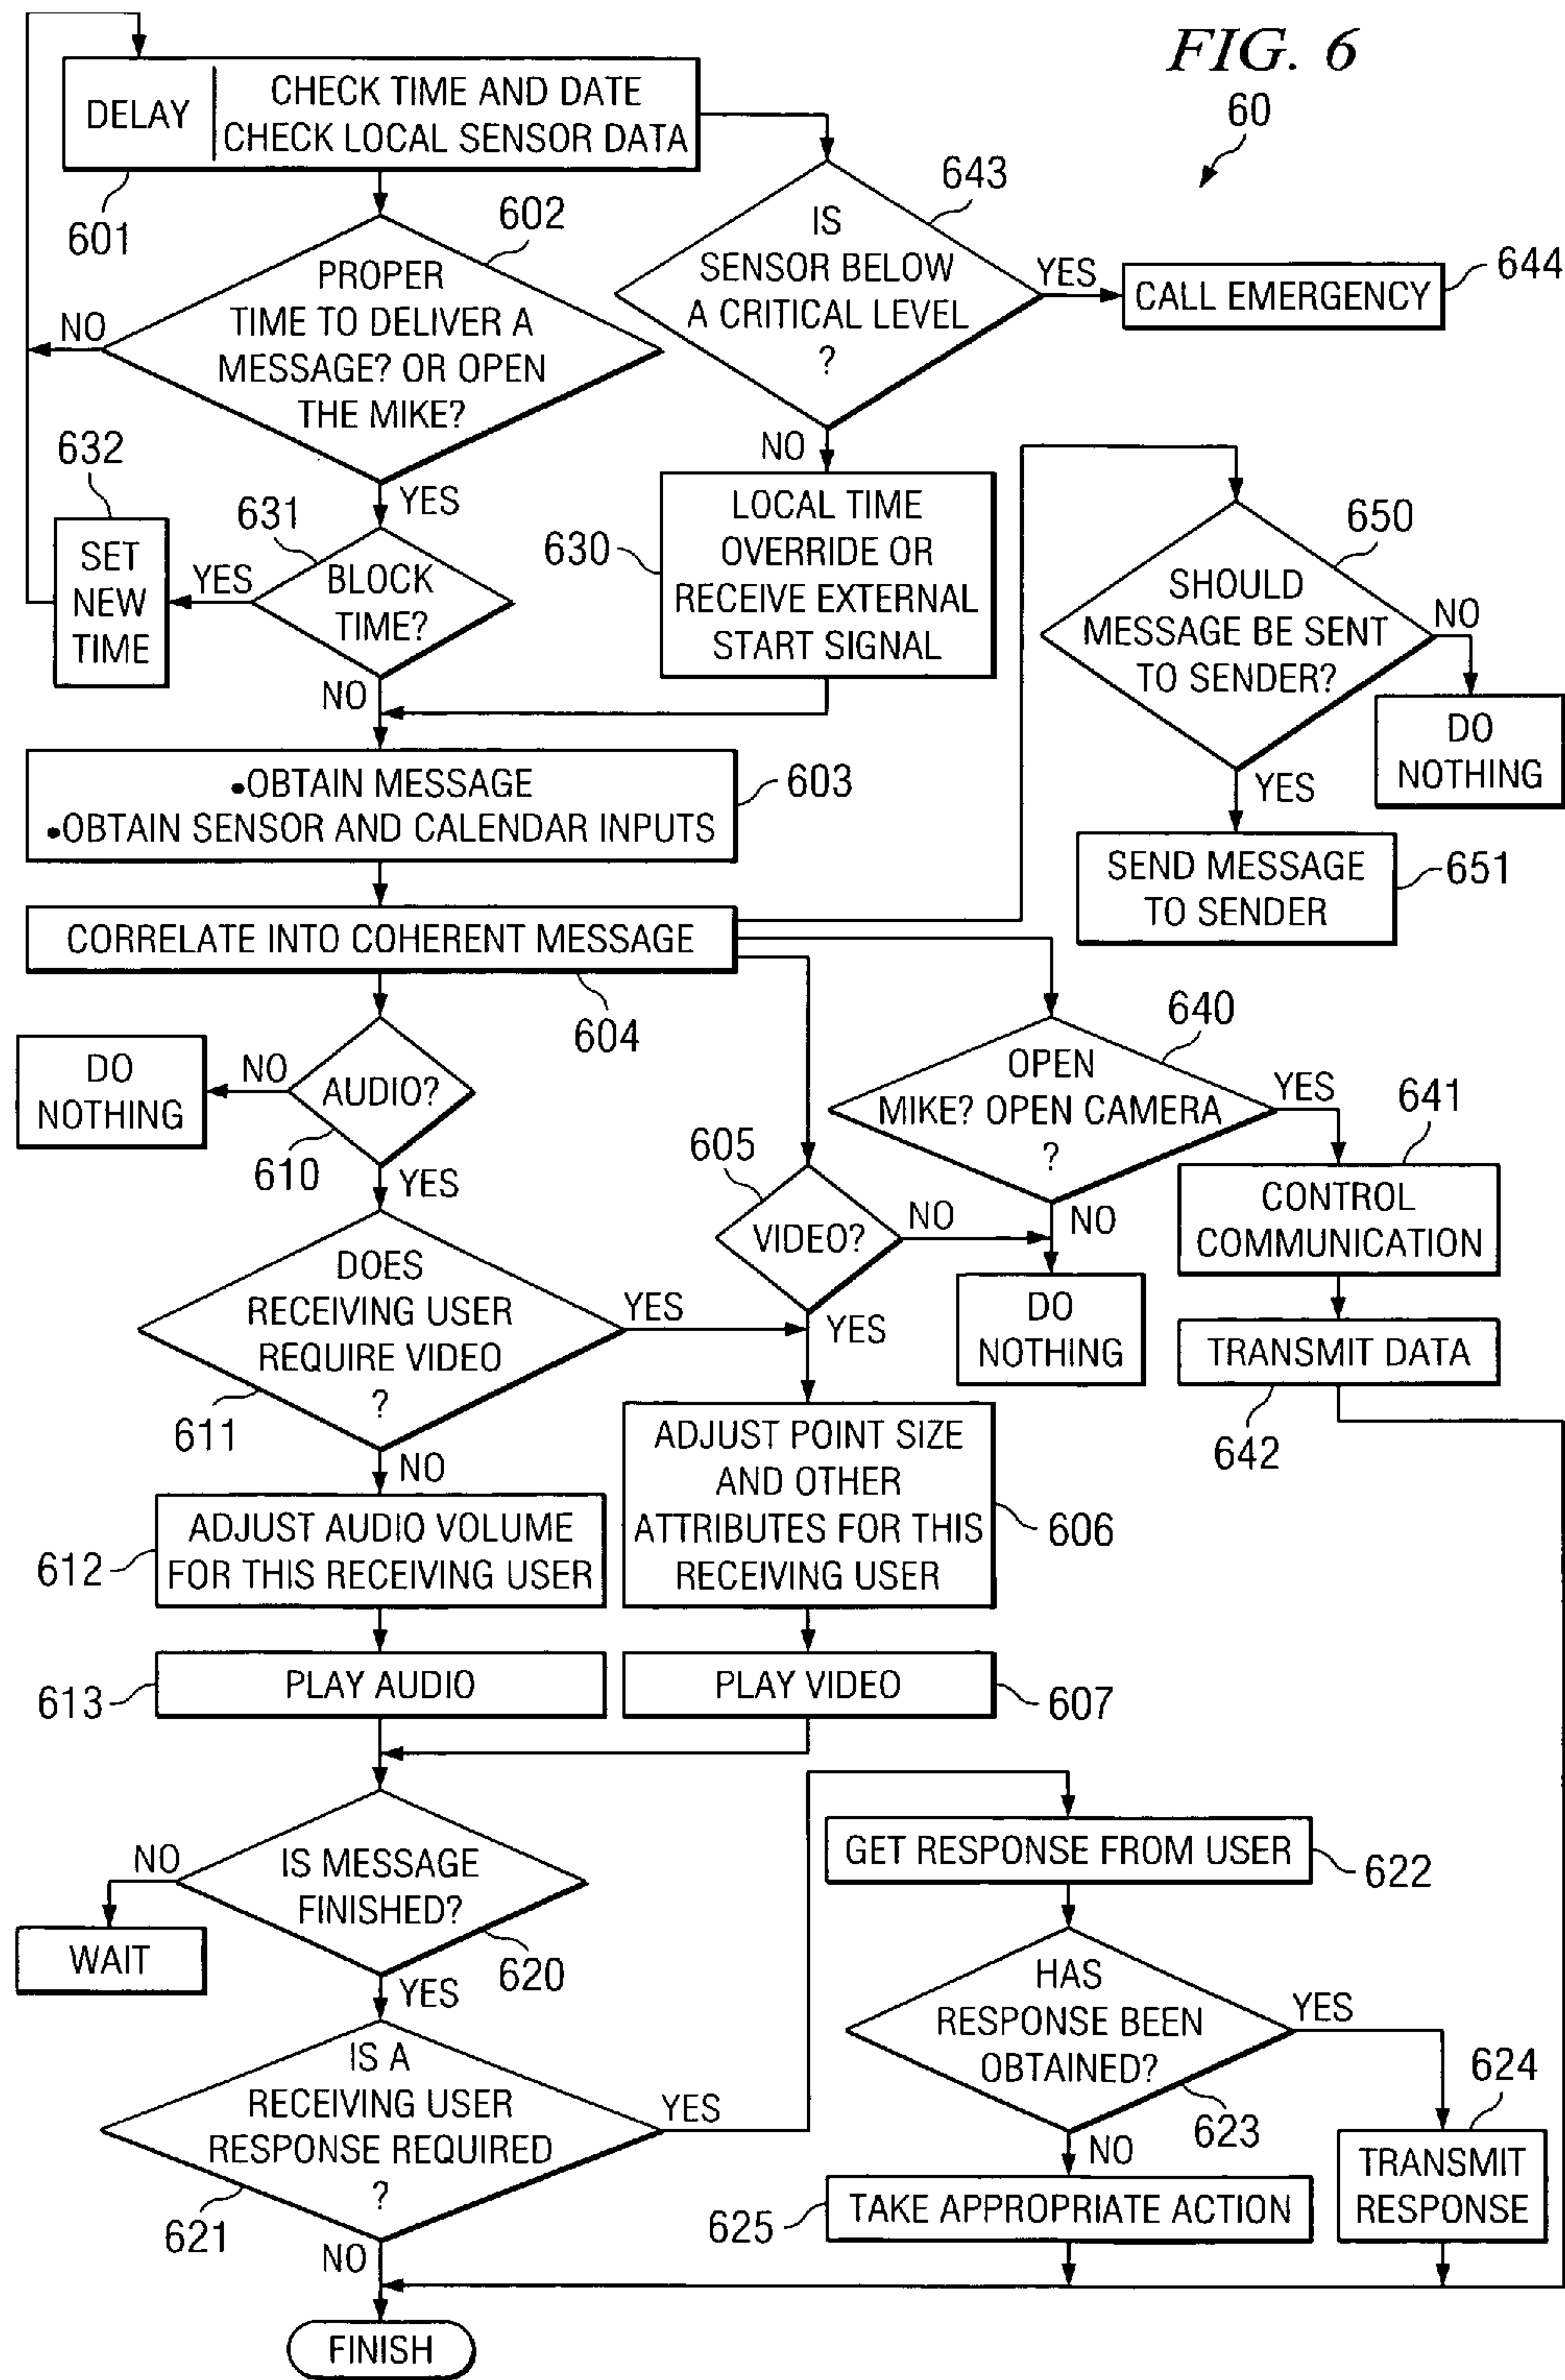 FIG. 6
60
DELAY
CHECK TIME AND DATE
CHECK LOCAL SENSOR DATA
601
602
PROPER
TIME TO DELIVER A
MESSAGE? OR OPEN
THE MIKE?
NO
YES
643
IS
SENSOR BELOW
A CRITICAL LEVEL
?
YES
CALL EMERGENCY
644
NO
632
SET
NEW
TIME
YES
631
BLOCK
TIME?
NO
630
LOCAL TIME
OVERRIDE OR
RECEIVE EXTERNAL
START SIGNAL
650
SHOULD
MESSAGE BE SENT
TO SENDER?
NO
DO
NOTHING
YES
SEND MESSAGE
TO SENDER
651
•OBTAIN MESSAGE
•OBTAIN SENSOR AND CALENDAR INPUTS
603
CORRELATE INTO COHERENT MESSAGE
604
DO
NOTHING
NO
AUDIO?
610
YES
640
OPEN
MIKE? OPEN CAMERA
?
YES
641
CONTROL
COMMUNICATION
605
VIDEO?
NO
NO
DO
NOTHING
YES
TRANSMIT DATA
642
DOES
RECEIVING USER
REQUIRE VIDEO
?
YES
611
NO
ADJUST POINT SIZE
AND OTHER
ATTRIBUTES FOR THIS
RECEIVING USER
606
612
ADJUST AUDIO VOLUME
FOR THIS RECEIVING USER
613
PLAY AUDIO
PLAY VIDEO
607
NO
IS MESSAGE
FINISHED?
WAIT
620
YES
GET RESPONSE FROM USER
622
HAS
RESPONSE BEEN
OBTAINED?
YES
623
624
NO
TRANSMIT
RESPONSE
IS A
RECEIVING USER
RESPONSE REQUIRED
?
YES
621
NO
625
TAKE APPROPRIATE ACTION
FINISH